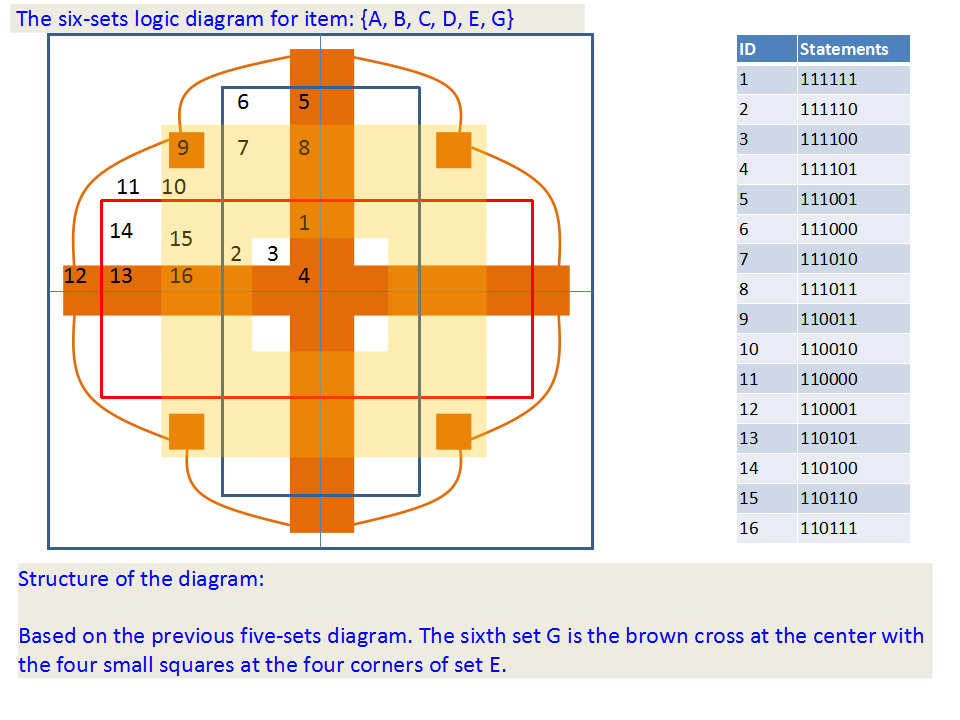 The six-sets logic diagram for item: {A, B, C, D, E, G}
6 5
9 7 8
11 10
14 15 1
2 3
12 13 16 4
ID Statements
1 111111
2 111110
3 111100
4 111101
5 111001
6 111000
7 111010
8 111011
9 110011
10 110010
11 110000
12 110001
13 110101
14 110100
15 110110
16 110111
Structure of the diagram:
Based on the previous five-sets diagram. The sixth set G is the brown cross at the center with
the four small squares at the four corners of set E.